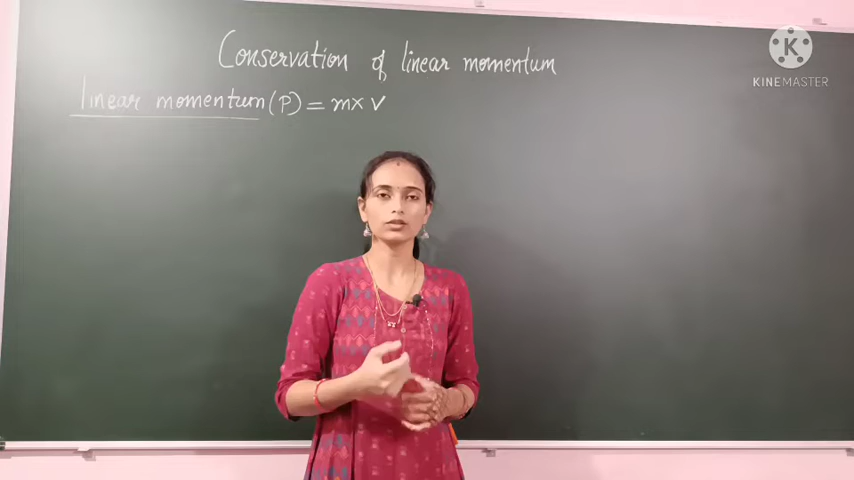 Conservation of linear momentum
linear momentum (P) = m × v
K
KINEMASTER